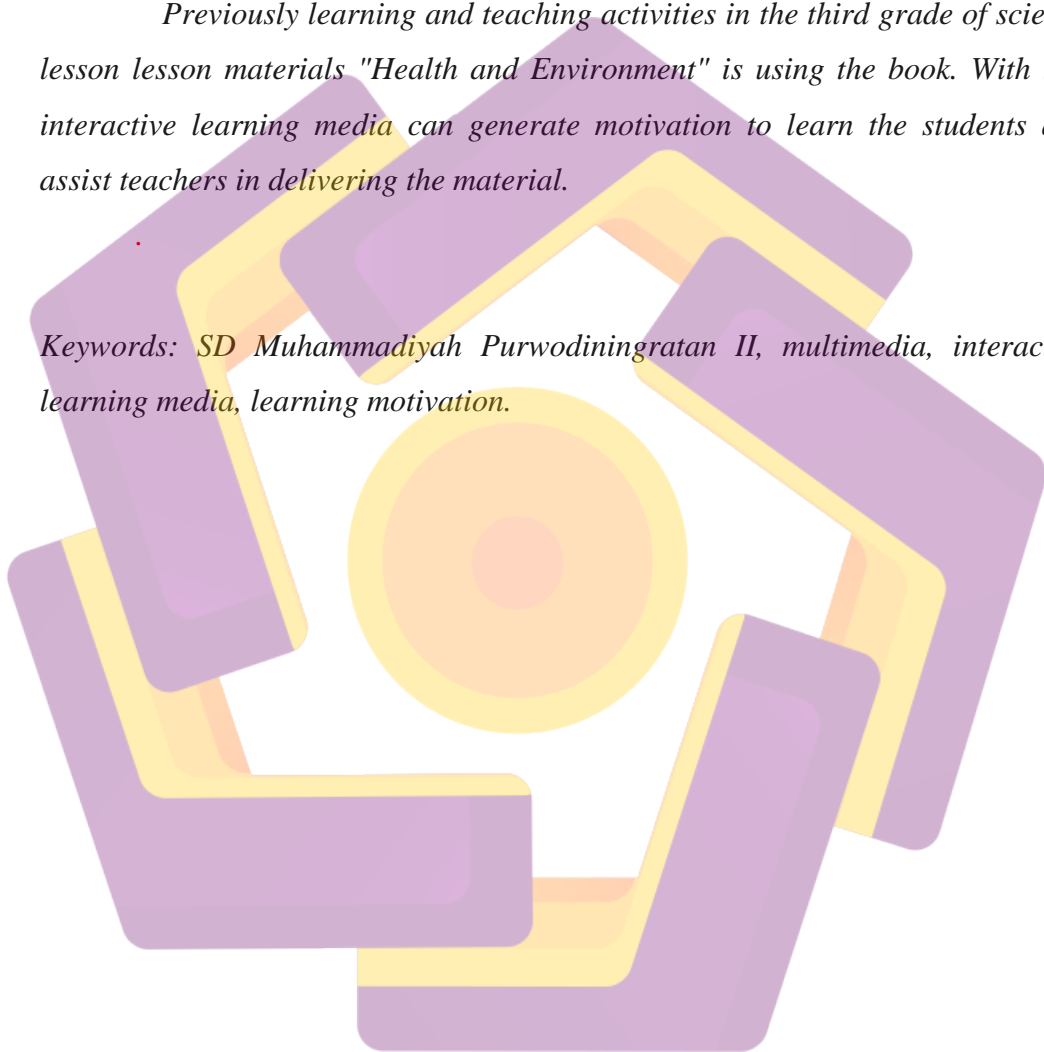 Previously learning and teaching activities in the third grade of scie
lesson lesson materials "Health and Environment" is using the book. With
interactive learning media can generate motivation to learn the students
assist teachers in delivering the material.
.
Keywords: SD Muhammadiyah Purwodiningratan II, multimedia, interac
learning media, learning motivation.